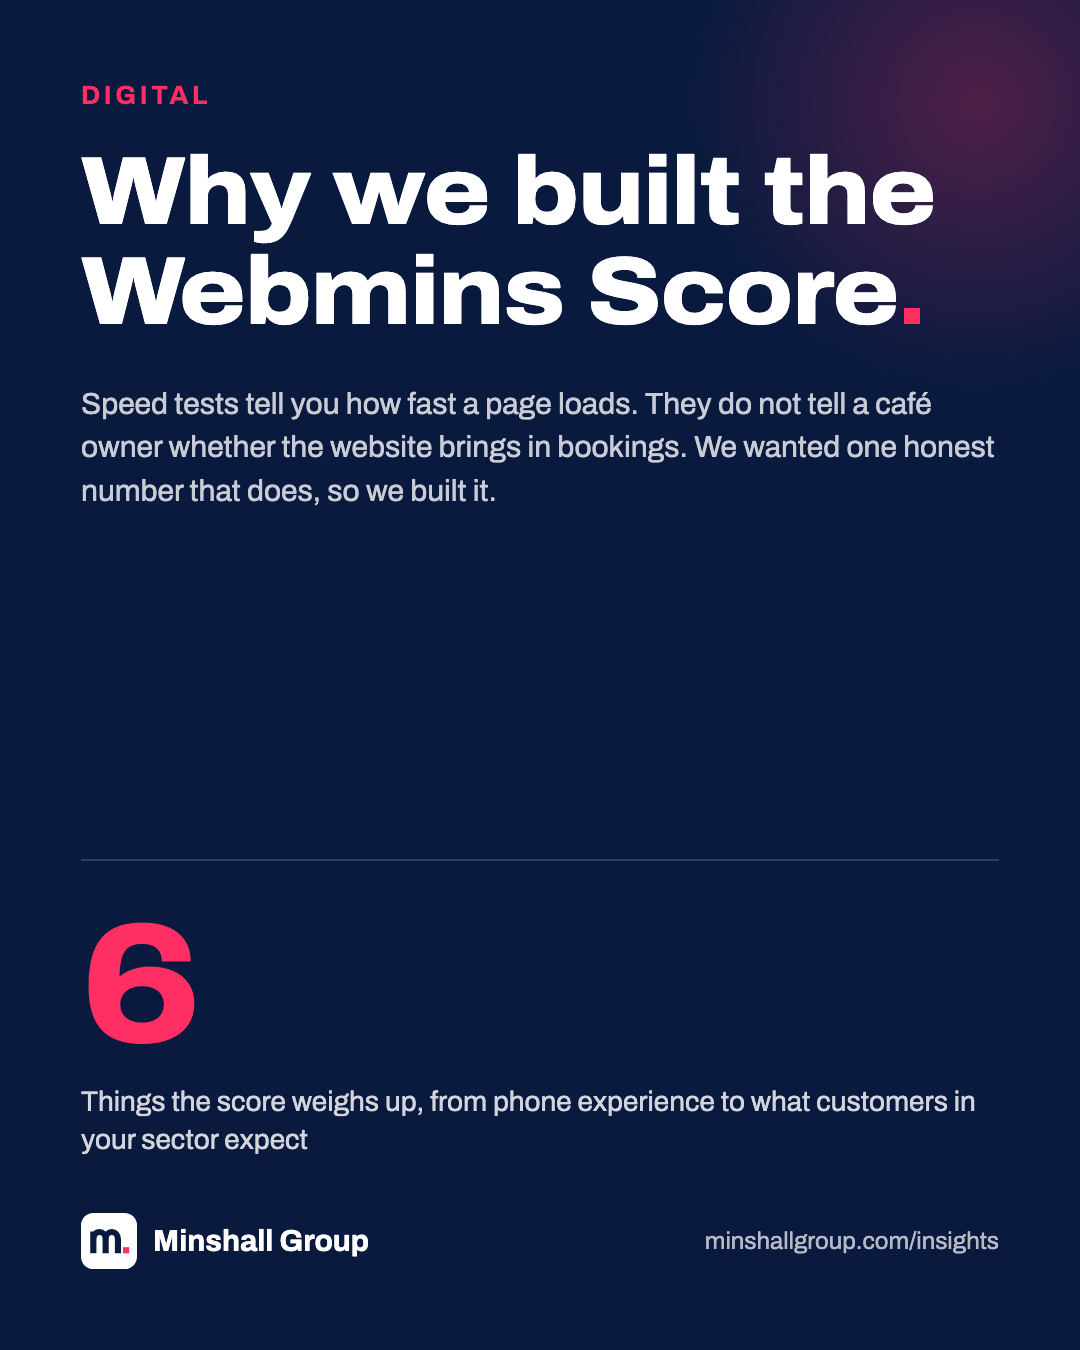 DIGITAL
Why we built the
Webmins Score.
Speed tests tell you how fast a page loads. They do not tell a café
owner whether the website brings in bookings. We wanted one honest
number that does, so we built it.
6
Things the score weighs up, from phone experience to what customers in
your sector expect
m. Minshall Group
minshallgroup.com/insights